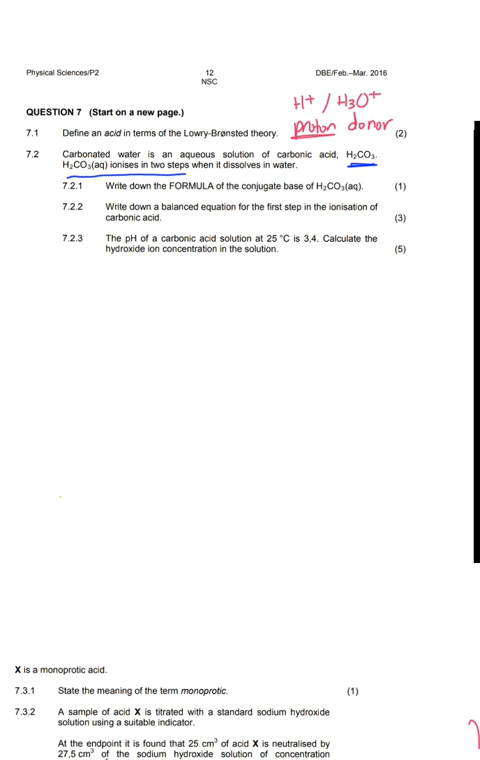 Physical Sciences/P2 12 DBE/Feb.–Mar. 2016
NSC
H+ / H3O+
QUESTION 7 (Start on a new page.)
proton donor
7.1 Define an acid in terms of the Lowry-Brønsted theory. (2)
7.2 Carbonated water is an aqueous solution of carbonic acid, H₂CO₃.
H₂CO₃(aq) ionises in two steps when it dissolves in water.
7.2.1 Write down the FORMULA of the conjugate base of H₂CO₃(aq). (1)
7.2.2 Write down a balanced equation for the first step in the ionisation of
carbonic acid. (3)
7.2.3 The pH of a carbonic acid solution at 25 °C is 3,4. Calculate the
hydroxide ion concentration in the solution. (5)
X is a monoprotic acid.
7.3.1 State the meaning of the term monoprotic. (1)
7.3.2 A sample of acid X is titrated with a standard sodium hydroxide
solution using a suitable indicator.
At the endpoint it is found that 25 cm³ of acid X is neutralised by
27,5 cm³ of the sodium hydroxide solution of concentration